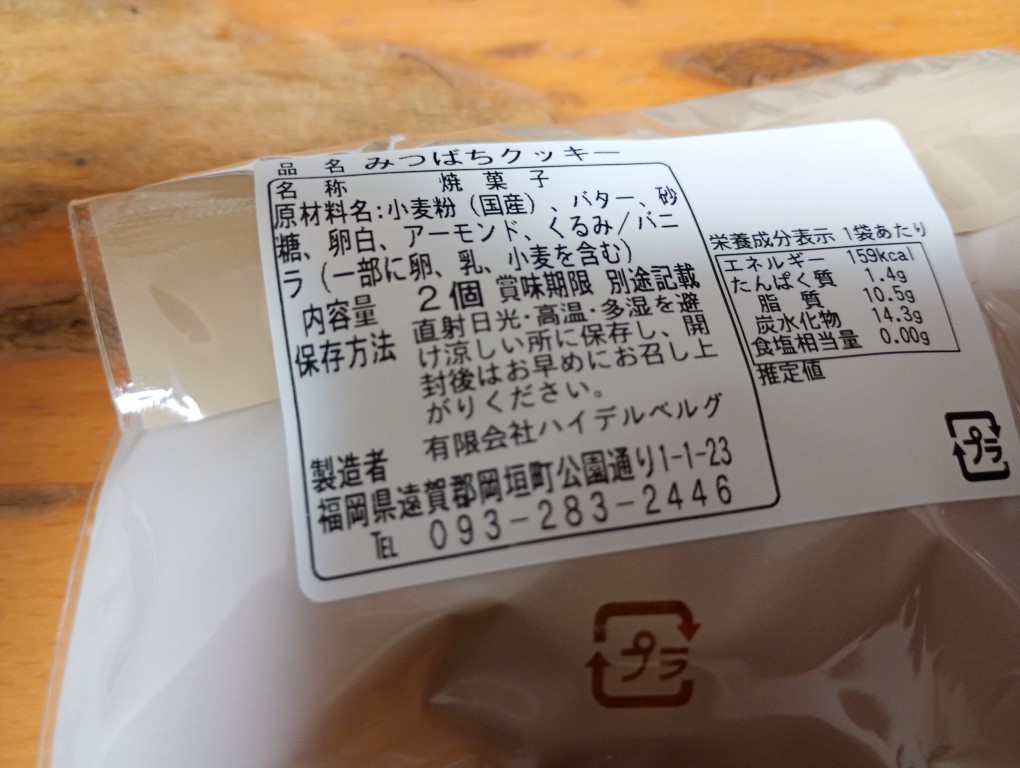 品名 みつばちクッキー
名称 焼菓子
原材料名:小麦粉(国産)、バター、砂
糖、卵白、アーモンド、くるみ/バニ
ラ(一部に卵、乳、小麦を含む)
内容量 2個 賞味期限 別途記載
保存方法 直射日光・高温・多湿を避
け涼しい所に保存し、開
封後はお早めにお召し上
がりください。
製造者 有限会社ハイデルベルグ
福岡県遠賀郡岡垣町公園通り1-1-23
TEL 093-283-2446
栄養成分表示 1袋あたり
エネルギー 159kcal
たんぱく質 1.4g
脂質 10.5g
炭水化物 14.3g
食塩相当量 0.00g
推定値
プラ
プラ